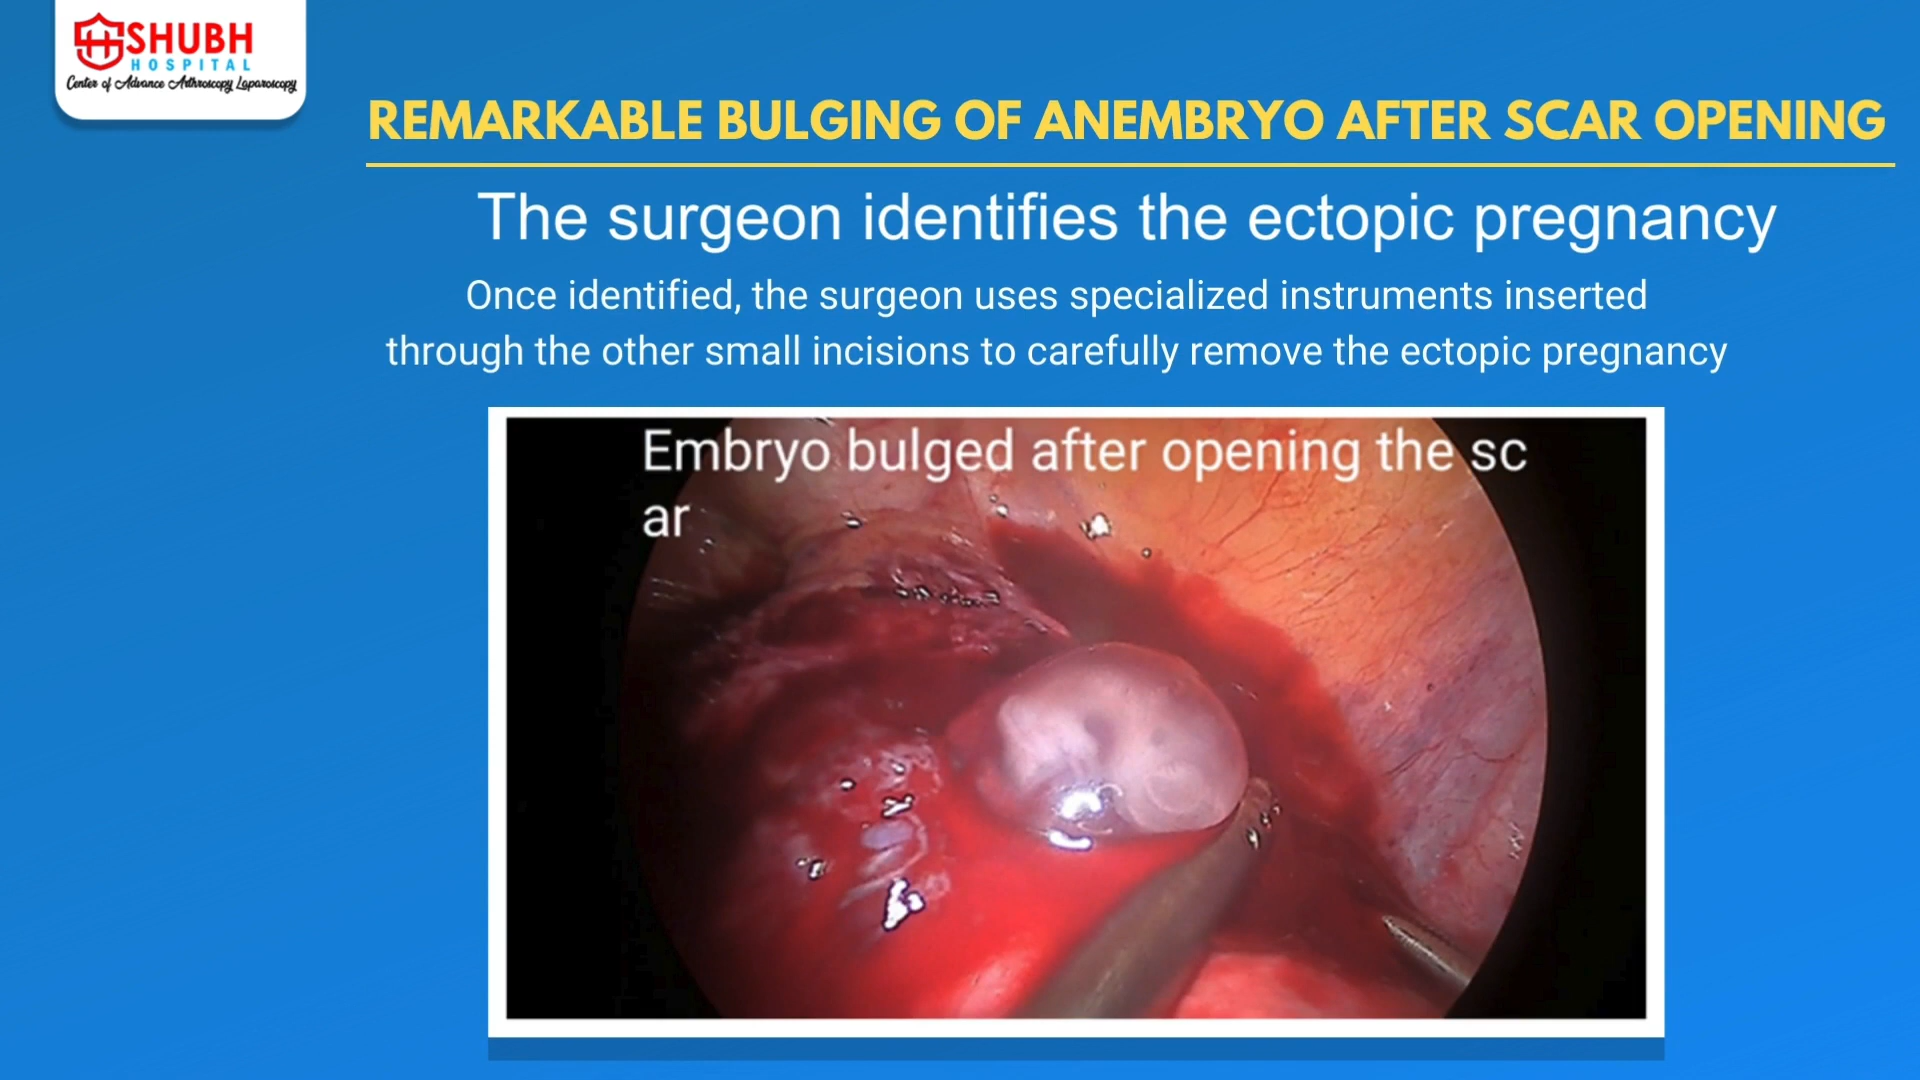 SHUBH
HOSPITAL
Center of Advance Arthroscopy Laparoscopy
REMARKABLE BULGING OF ANEMBRYO AFTER SCAR OPENING
The surgeon identifies the ectopic pregnancy
Once identified, the surgeon uses specialized instruments inserted
through the other small incisions to carefully remove the ectopic pregnancy
Embryo bulged after opening the sc
ar